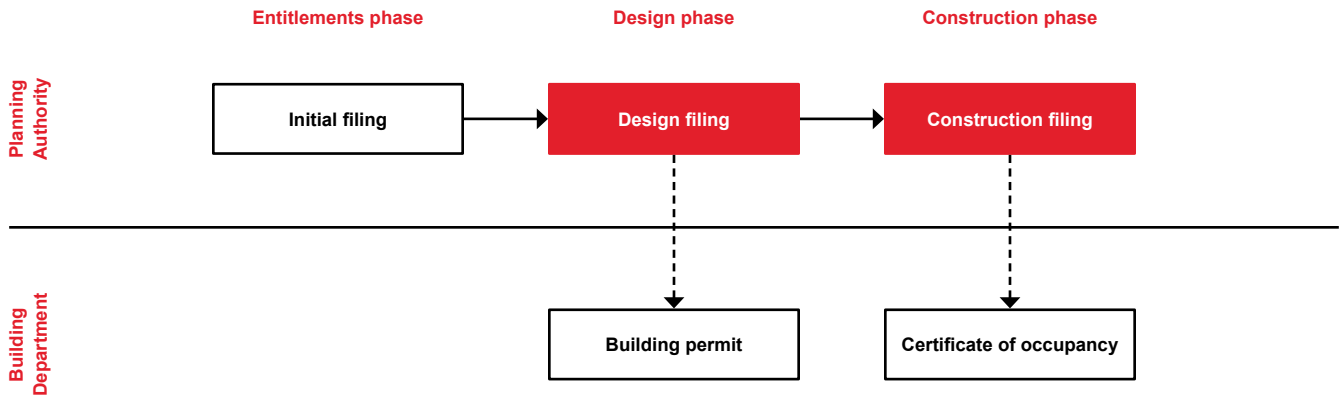 Entitlements phase
Design phase
Construction phase
Planning
Authority
Initial filing
Design filing
Construction filing
Building
Department
Building permit
Certificate of occupancy